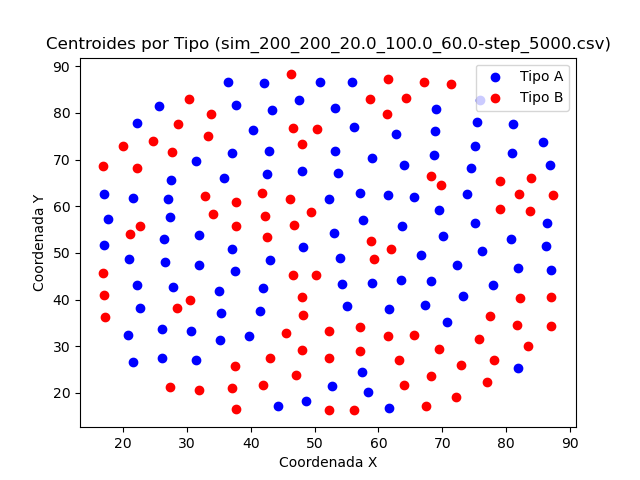 Centroides por Tipo (sim_200_200_20.0_100.0_60.0-step_5000.csv)
Tipo A
Tipo B
90
80
70
60
50
40
30
20
Coordenada Y
20 30 40 50 60 70 80 90
Coordenada X